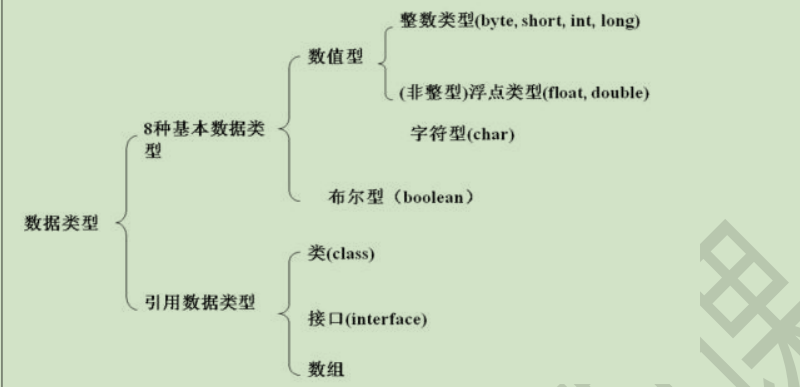 整数类型(byte, short, int, long)
数值型
(非整型)浮点类型(float, double)
8种基本数据类
型
字符型(char)
布尔型（boolean）
数据类型
类(class)
引用数据类型
接口(interface)
数组